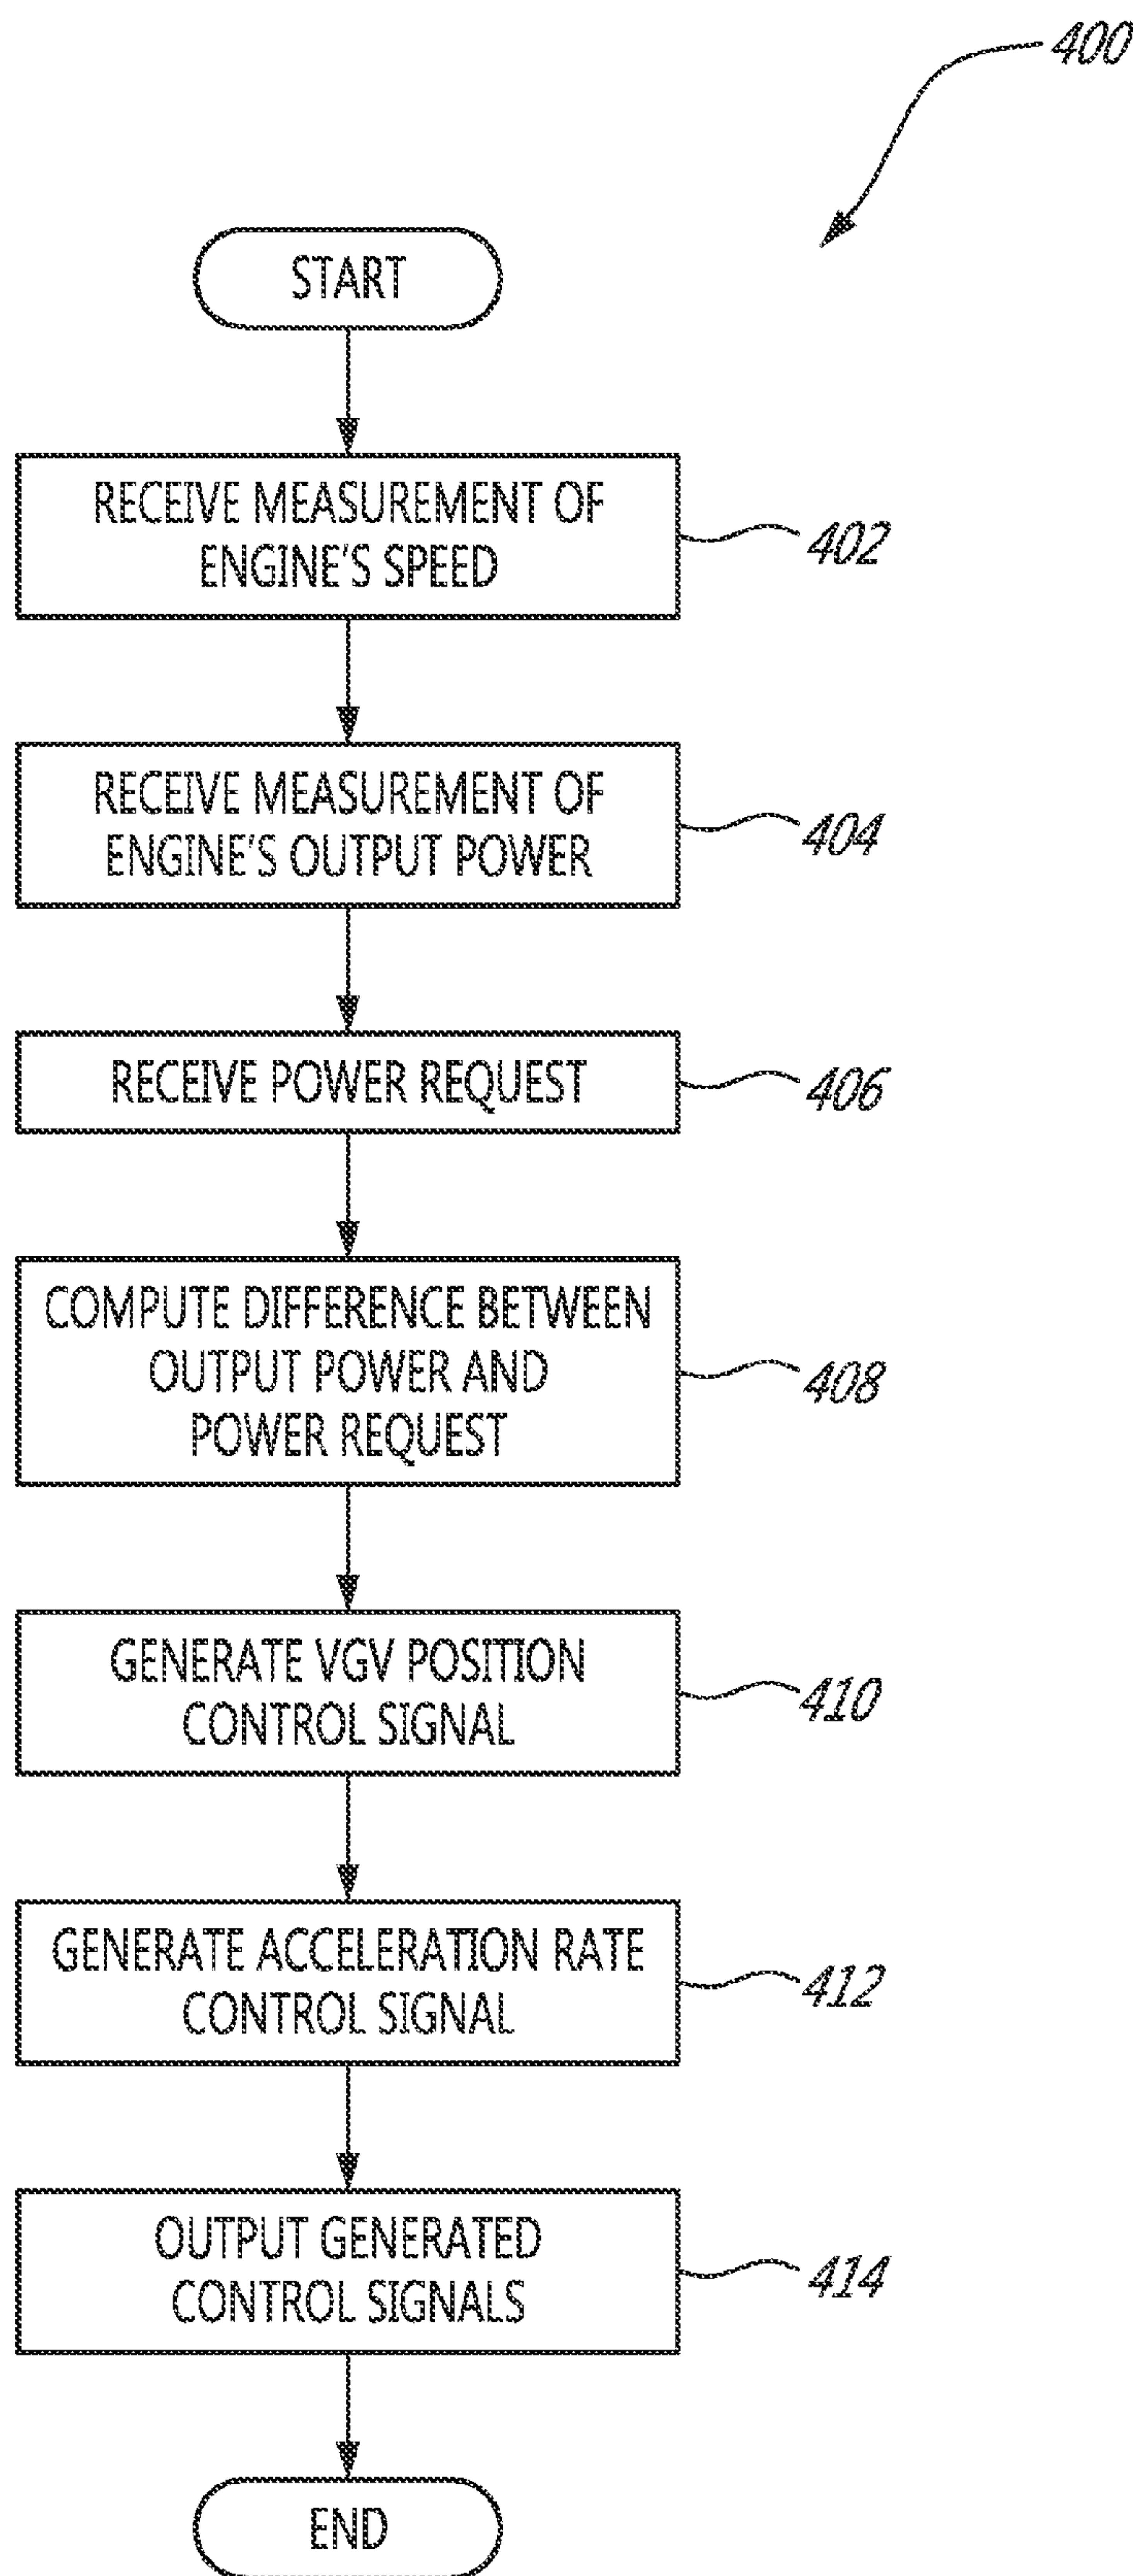 400
START
RECEIVE MEASUREMENT OF
ENGINE'S SPEED
402
RECEIVE MEASUREMENT OF
ENGINE'S OUTPUT POWER
404
RECEIVE POWER REQUEST
406
COMPUTE DIFFERENCE BETWEEN
OUTPUT POWER AND
POWER REQUEST
408
GENERATE VGV POSITION
CONTROL SIGNAL
410
GENERATE ACCELERATION RATE
CONTROL SIGNAL
412
OUTPUT GENERATED
CONTROL SIGNALS
414
END